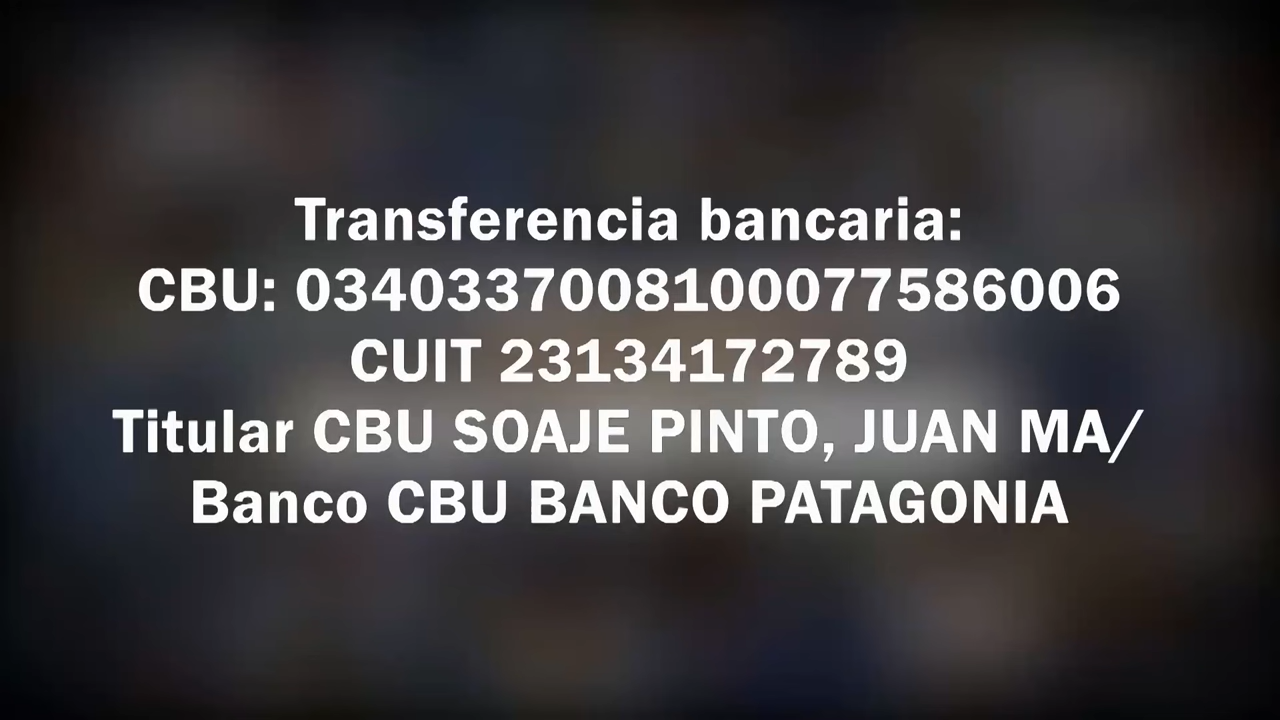 Transferencia bancaria:
CBU: 0340337008100077586006
CUIT 23134172789
Titular CBU SOAJE PINTO, JUAN MA/
Banco CBU BANCO PATAGONIA